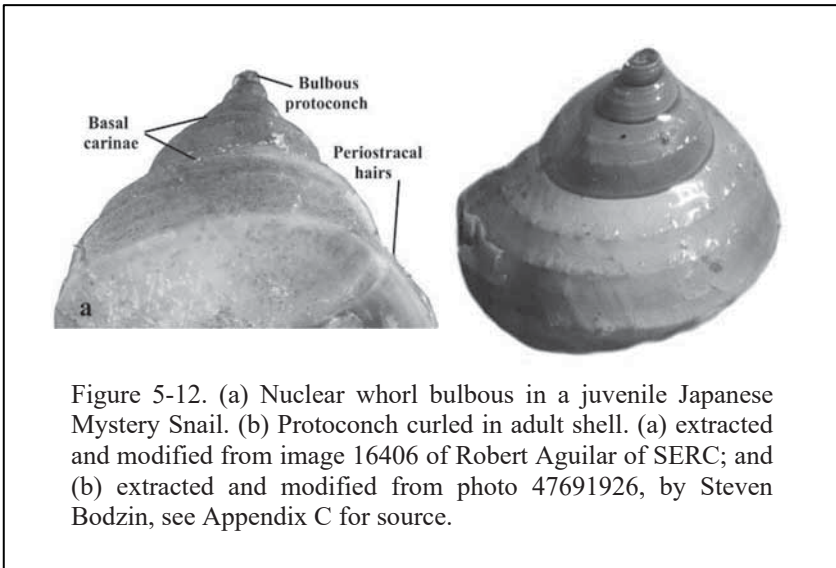 Bulbous
protoconch
Basal
carinae
Periostracal
hairs
a
Figure 5-12. (a) Nuclear whorl bulbous in a juvenile Japanese
Mystery Snail. (b) Protoconch curled in adult shell. (a) extracted
and modified from image 16406 of Robert Aguilar of SERC; and
(b) extracted and modified from photo 47691926, by Steven
Bodzin, see Appendix C for source.